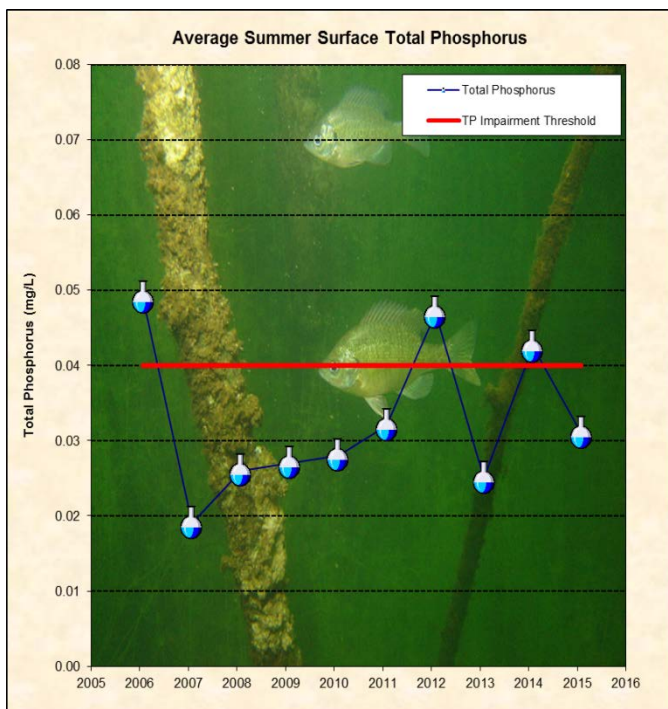 Average Summer Surface Total Phosphorus
Total Phosphorus
TP Impairment Threshold
Total Phosphorus (mg/L)
0.08
0.07
0.06
0.05
0.04
0.03
0.02
0.01
0.00
2005 2006 2007 2008 2009 2010 2011 2012 2013 2014 2015 2016